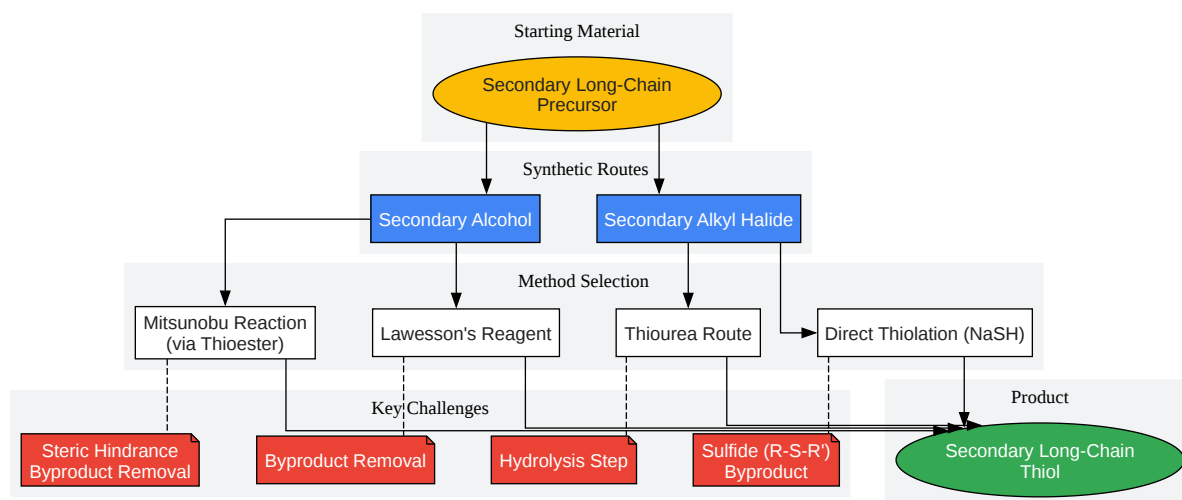 Starting Material
Secondary Long-Chain
Precursor
Synthetic Routes
Secondary Alcohol
Secondary Alkyl Halide
Method Selection
Mitsunobu Reaction
(via Thioester)
Lawesson's Reagent
Thiourea Route
Direct Thiolation (NaSH)
Key Challenges
Product
Steric Hindrance
Byproduct Removal
Byproduct Removal
Hydrolysis Step
Sulfide (R-S-R')
Byproduct
Secondary Long-Chain
Thiol